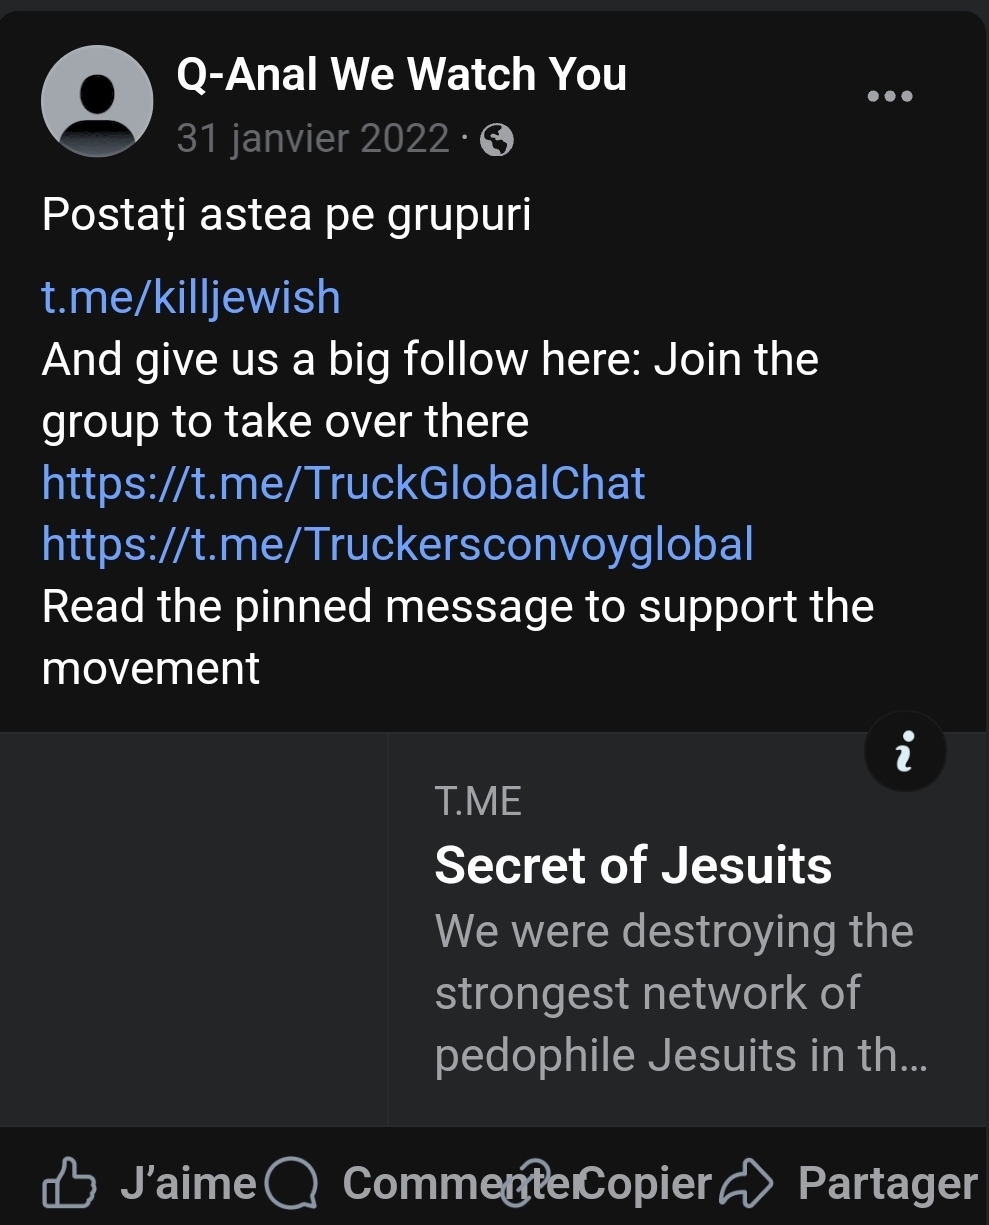 Q-Anal We Watch You
31 janvier 2022 ·
Postați astea pe grupuri
t.me/killjewish
And give us a big follow here: Join the
group to take over there
https://t.me/TruckGlobalChat
https://t.me/Truckersconvoyglobal
Read the pinned message to support the
movement
T.ME
Secret of Jesuits
We were destroying the
strongest network of
pedophile Jesuits in th...
J'aime Commenter Copier Partager